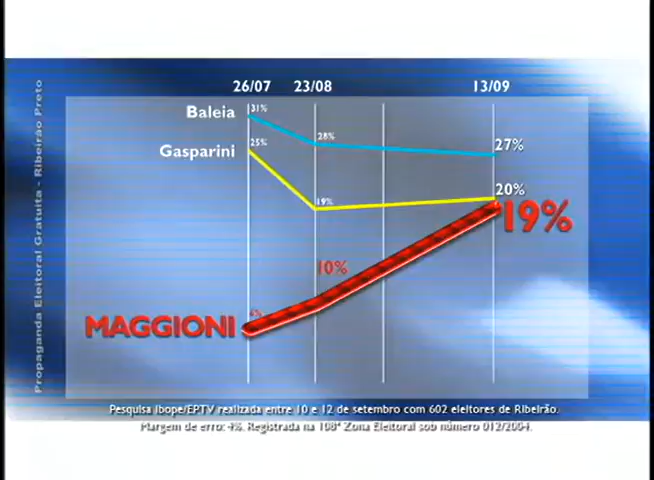 Propaganda Eleitoral Gratuita - Ribeirão Preto
26/07 23/08 13/09
Baleia 31% 28% 27%
Gasparini 25% 19% 20%
19%
10%
MAGGIONI
Pesquisa Ibope/EPTV realizada entre 10 e 12 de setembro com 602 eleitores de Ribeirão.
Margem de erro: 4%. Registrada na 108ª Zona Eleitoral sob número 012/2004.